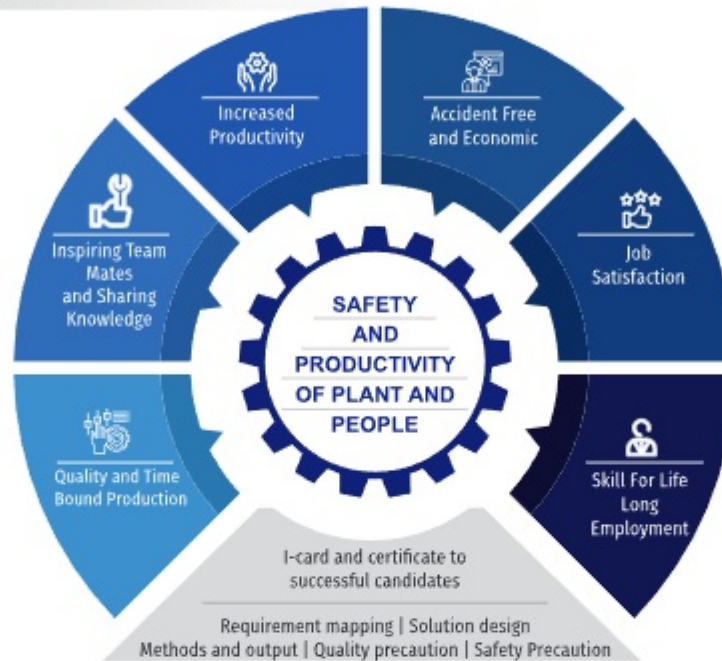 Increased
Productivity
Accident Free
and Economic
Inspiring Team
Mates
and Sharing
Knowledge
Job
Satisfaction
SAFETY
AND
PRODUCTIVITY
OF PLANT AND
PEOPLE
Quality and Time
Bound Production
Skill For Life
Long
Employment
I-card and certificate to
successful candidates
Requirement mapping | Solution design
Methods and output | Quality precaution | Safety Precaution